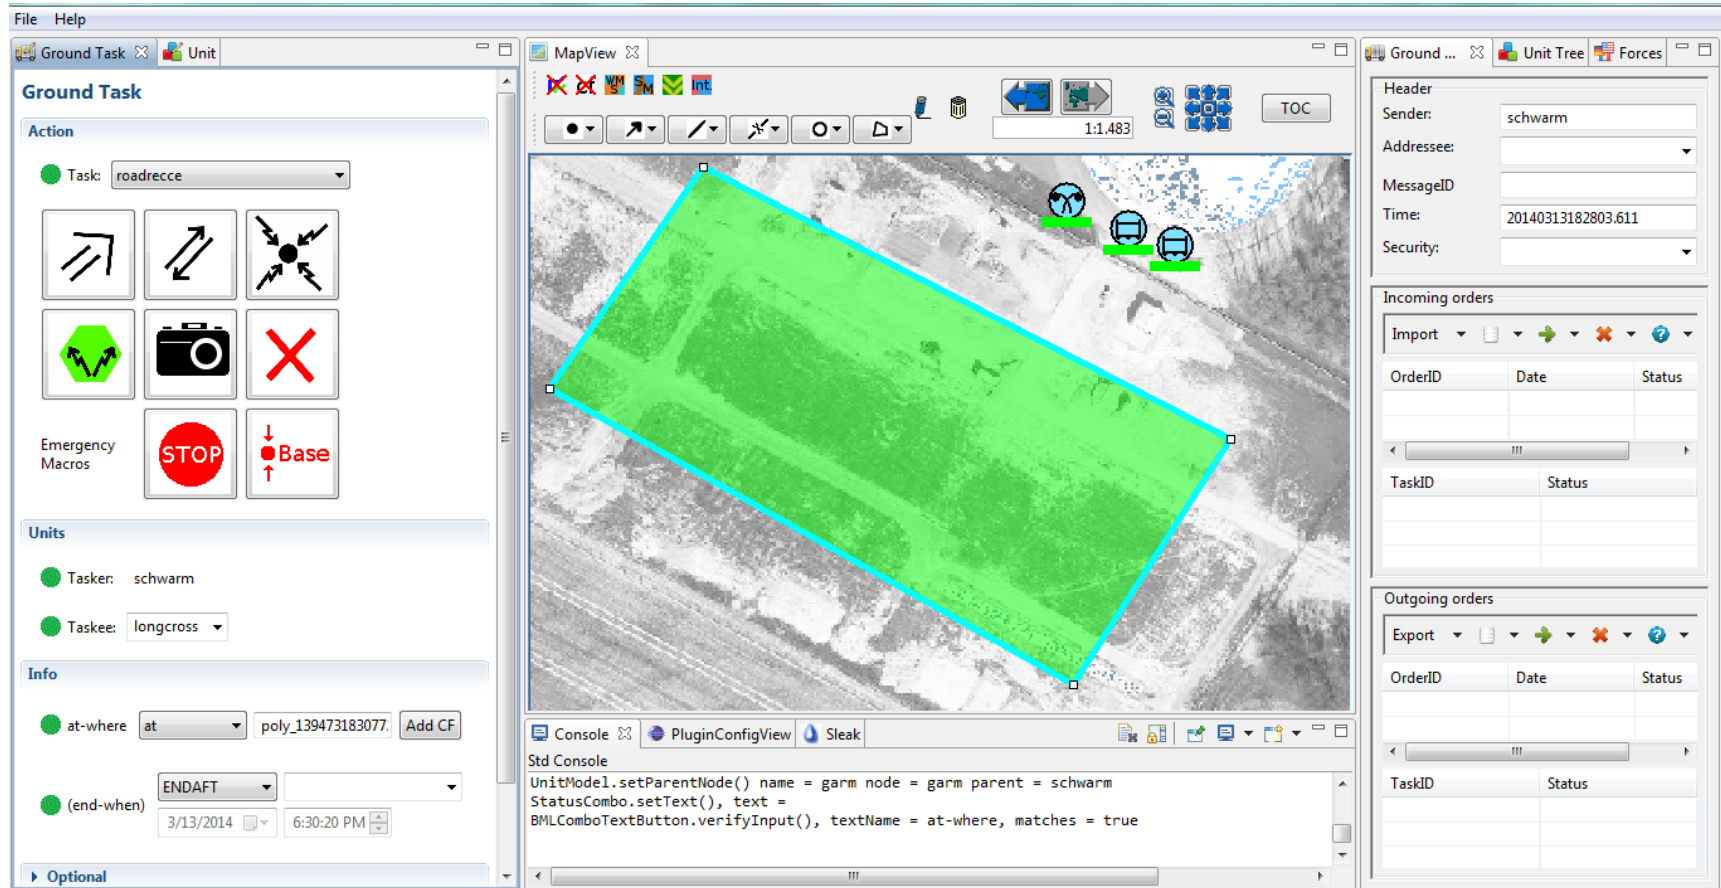 File Help
Ground Task
Unit
Ground Task
Action
Task: roadrecce
Emergency
Macros
STOP
Base
Units
Tasker: schwarm
Taskee: longcross
Info
at-where at poly_139473183077. Add CF
(end-when) ENDAFT
3/13/2014 6:30:20 PM
Optional
MapView
WM
S
S
M
Int.
TOC
1:1.483
Console PluginConfigView Sleak
Std Console
UnitModel.setParentNode() name = garm node = garm parent = schwarm
StatusCombo.setText(), text =
BMLComboTextButton.verifyInput(), textName = at-where, matches = true
Ground ... Unit Tree Forces
Header
Sender: schwarm
Addressee:
MessageID
Time: 20140313182803.611
Security:
Incoming orders
Import
OrderID Date Status
TaskID Status
Outgoing orders
Export
OrderID Date Status
TaskID Status